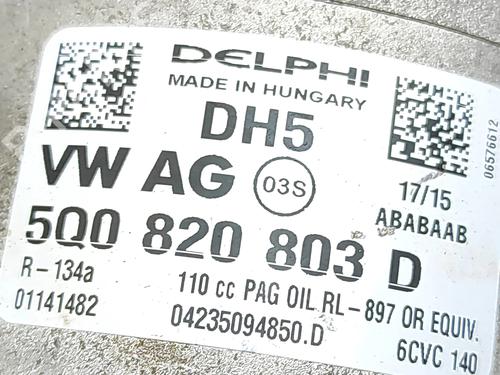 DELPHI
MADE IN HUNGARY
DH5
VW AG 03S
17/15
ABABAAB
5Q0 820 803 D
R-134a
110 cc PAG OIL RL-897 OR EQUIV.
01141482
04235094850.D
6CVC 140
06576612